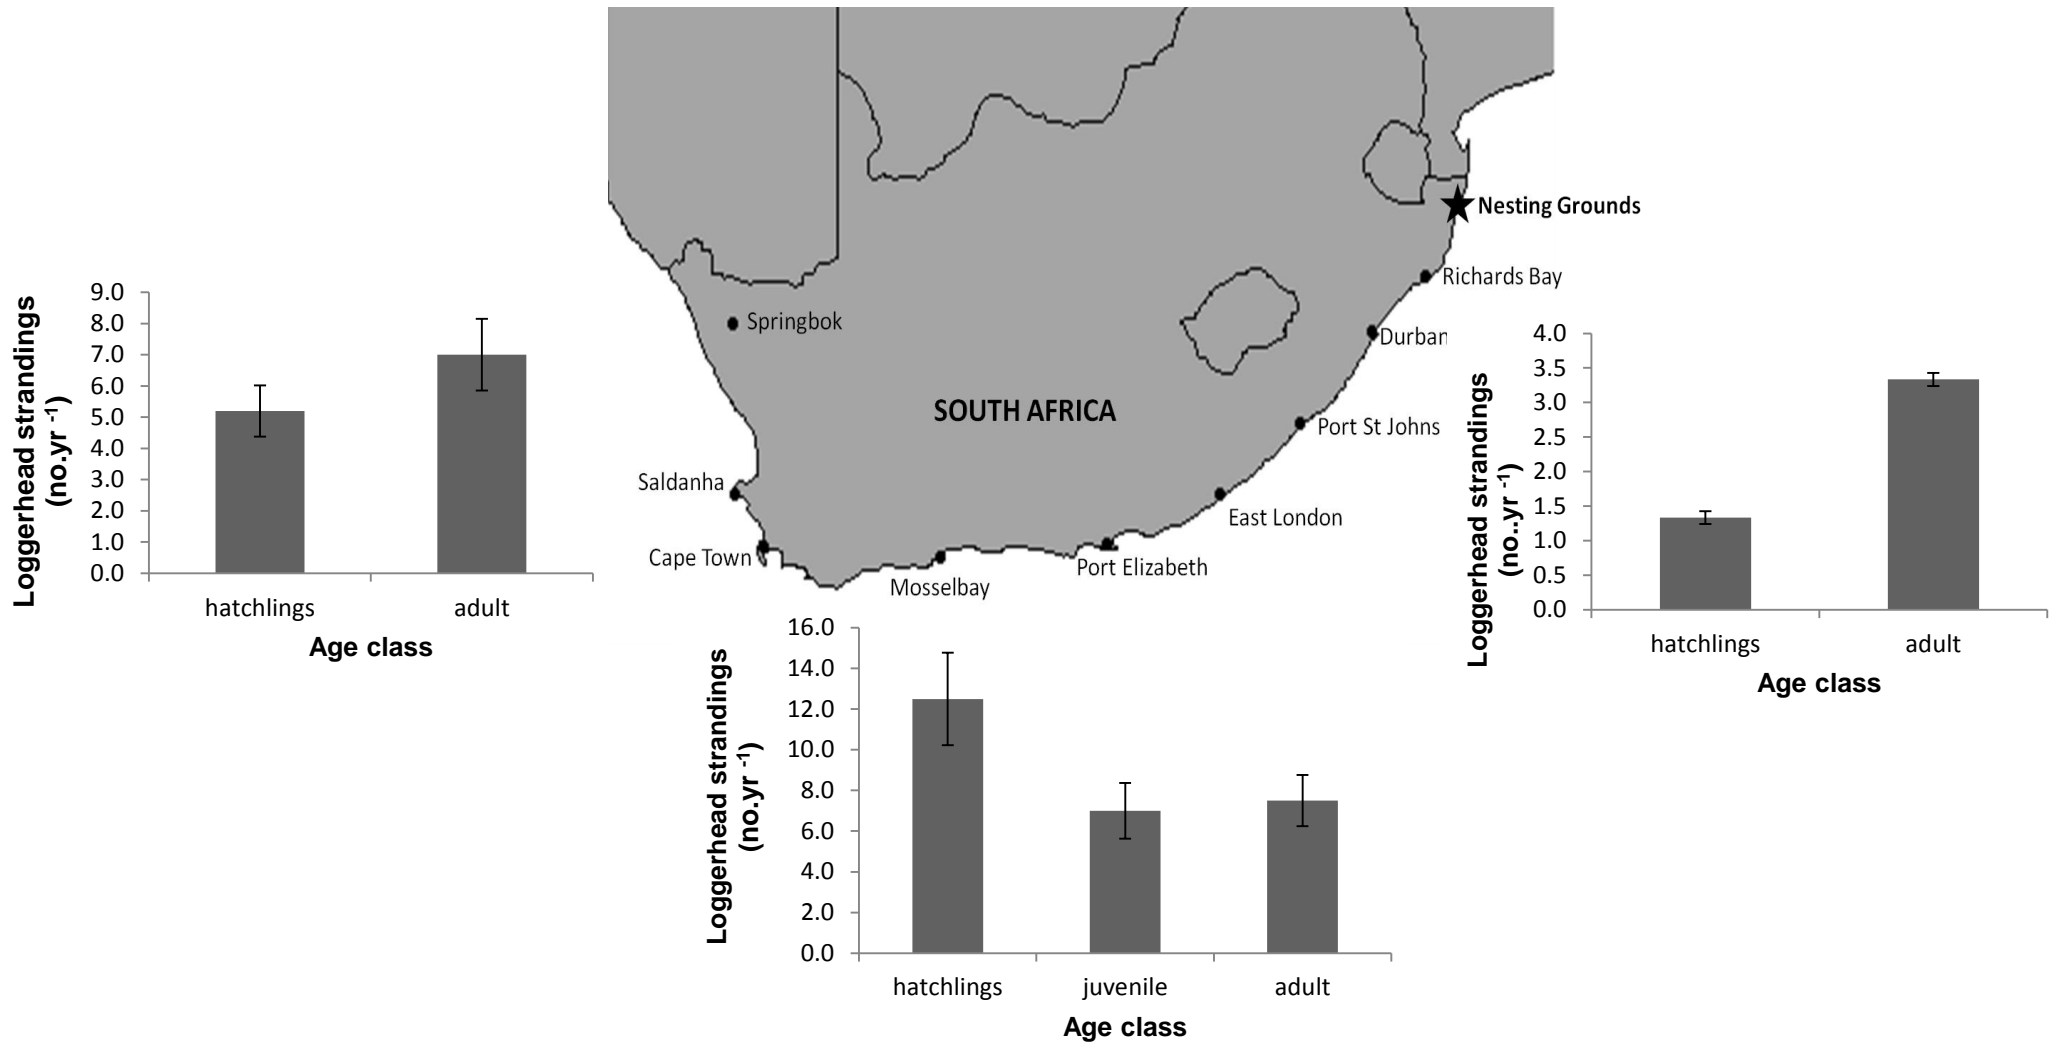 Nesting Grounds
Richards Bay
Springbok
Durban
SOUTH AFRICA
Port St Johns
Saldanha
East London
Cape Town
Port Elizabeth
Mosselbay
Loggerhead strandings
(no.yr -1)
9.0
8.0
7.0
6.0
5.0
4.0
3.0
2.0
1.0
0.0
hatchlings adult
Age class
Loggerhead strandings
(no.yr -1)
16.0
14.0
12.0
10.0
8.0
6.0
4.0
2.0
0.0
hatchlings juvenile adult
Age class
Loggerhead strandings
(no..yr -1)
4.0
3.5
3.0
2.5
2.0
1.5
1.0
0.5
0.0
hatchlings adult
Age class